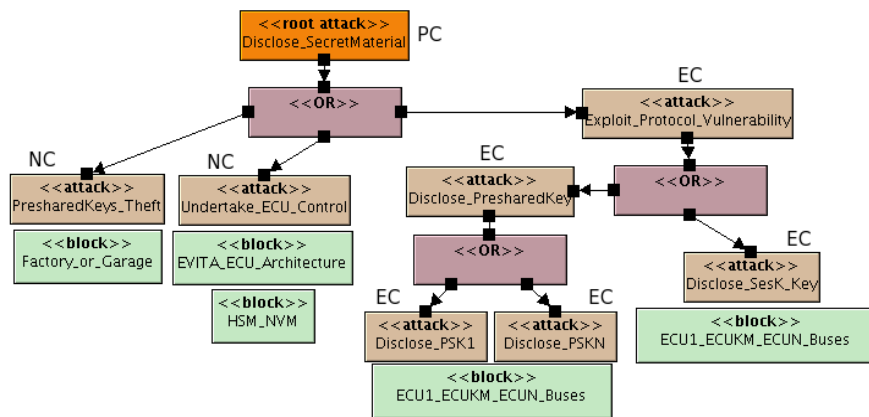 <<root attack>>
Disclose_SecretMaterial
PC
<<OR>>
EC
<<attack>>
Exploit_Protocol_Vulnerability
NC
<<attack>>
PresharedKeys_Theft
<<block>>
Factory_or_Garage
NC
<<attack>>
Undertake_ECU_Control
<<block>>
EVITA_ECU_Architecture
<<block>>
HSM_NVM
EC
<<attack>>
Disclose_PresharedKey
<<OR>>
<<OR>>
EC
<<attack>>
Disclose_SesK_Key
<<block>>
ECU1_ECUKM_ECUN_Buses
EC
<<attack>>
Disclose_PSK1
EC
<<attack>>
Disclose_PSKN
<<block>>
ECU1_ECUKM_ECUN_Buses